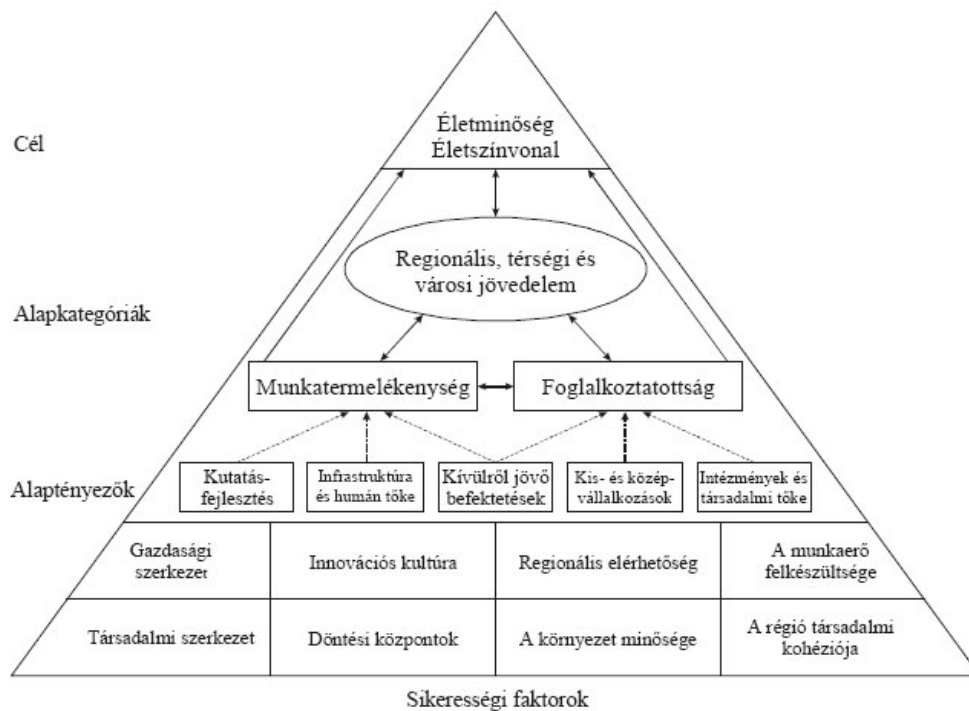 Cél
Életminőség
Életszínvonal
Alapkategóriák
Regionális, térségi és
városi jövedelem
Munkatermelékenység
Foglalkoztatottság
Alaptényezők
Kutatás-
fejlesztés
Infrastruktúra
és humán tőke
Kívülről jövő
befektetések
Kis- és közép-
vállalkozások
Intézmények és
társadalmi tőke
Gazdasági
szerkezet
Innovációs kultúra
Regionális elérhetőség
A munkaerő
felkészültsége
Társadalmi szerkezet
Döntési központok
A környezet minősége
A régió társadalmi
kohéziója
Sikerességi faktorok